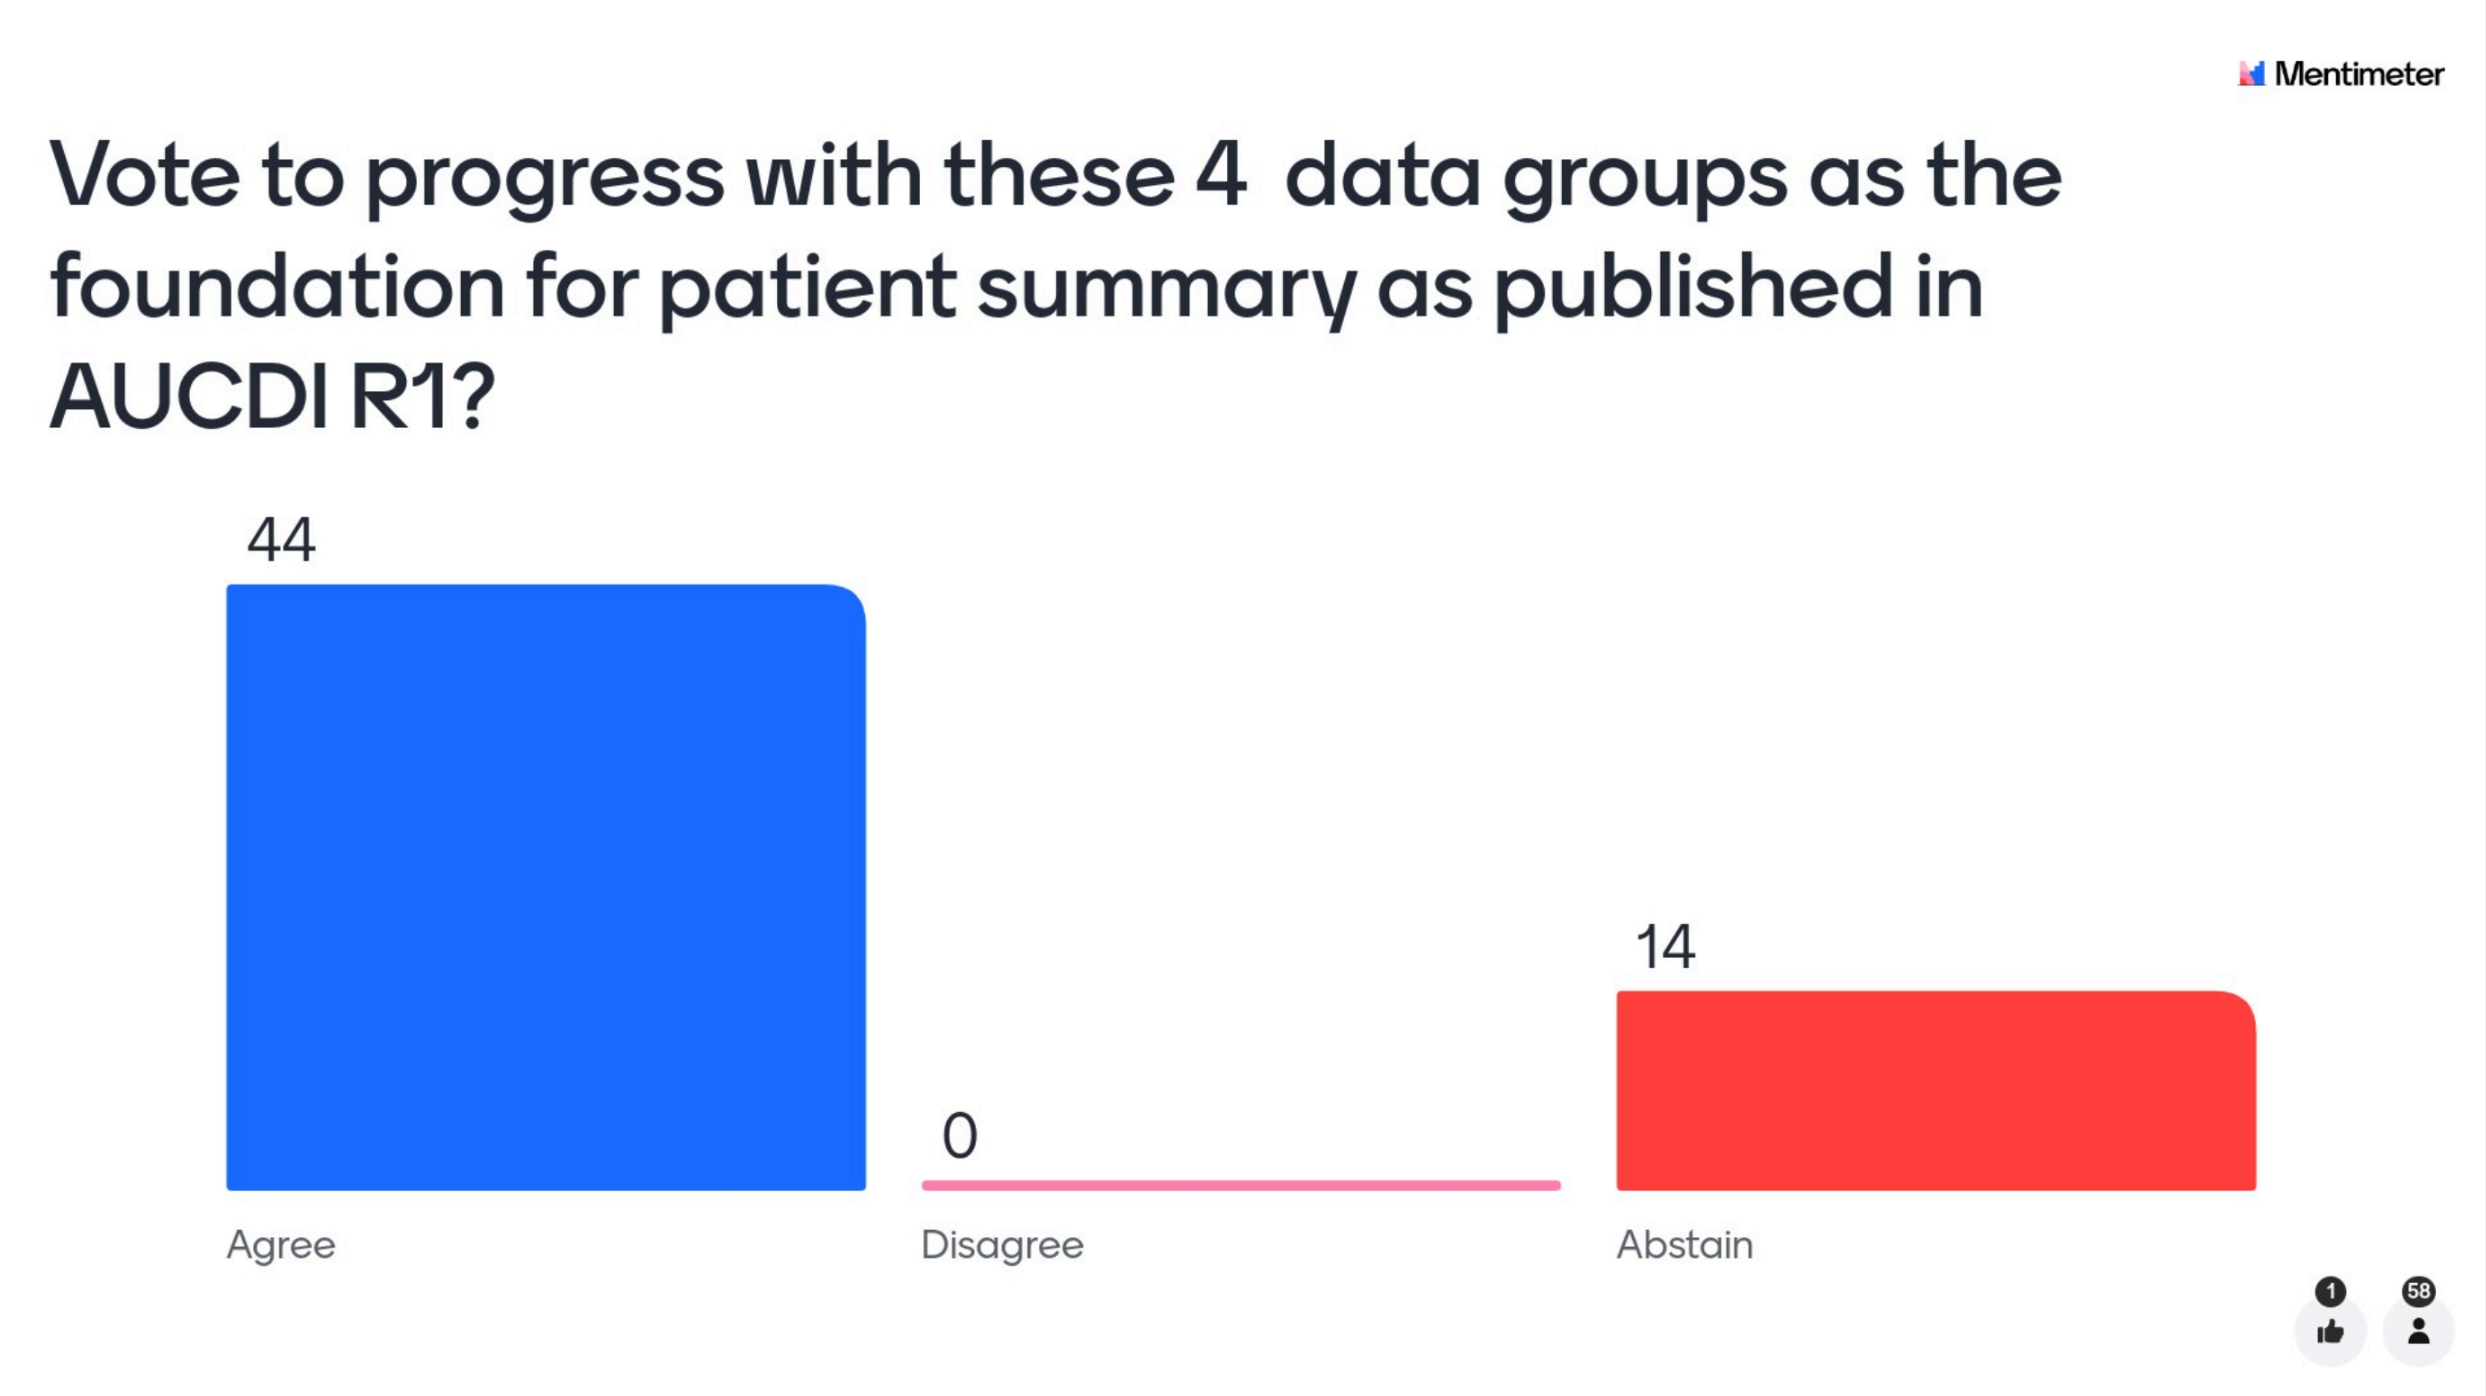 Mentimeter
Vote to progress with these 4  data groups as the
foundation for patient summary as published in
AUCDI R1?
44
0
14
Agree
Disagree
Abstain
1
58